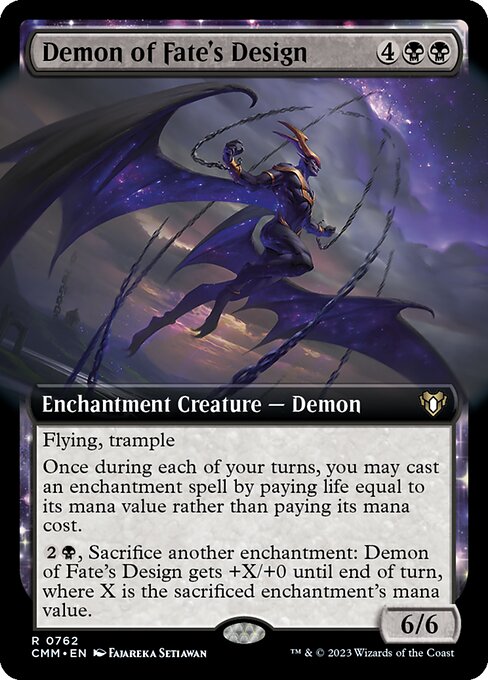 Demon of Fate's Design 4
Enchantment Creature — Demon
Flying, trample
Once during each of your turns, you may cast
an enchantment spell by paying life equal to
its mana value rather than paying its mana
cost.
2, Sacrifice another enchantment: Demon
of Fate's Design gets +X/+0 until end of turn,
where X is the sacrificed enchantment's mana
value.
6/6
R 0762
CMM • EN Fajareka Setiawan
™ & © 2023 Wizards of the Coast